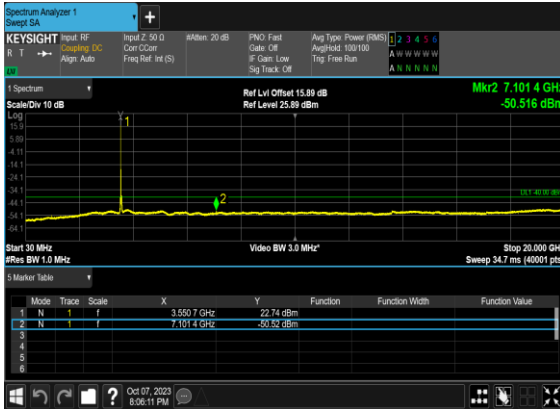 Spectrum Analyzer 1
Swept SA
+
KEYSIGHT
R T
Input: RF
Coupling: DC
Align: Auto
Input Z: 50 Ω
Corr CCorr
Freq Ref: Int (S)
#Atten: 20 dB
PNO: Fast
Gate: Off
IF Gain: Low
Sig Track: Off
Avg Type: Power (RMS)
Avg|Hold: 100/100
Trig: Free Run
1 2 3 4 5 6
A W W W W W
A N N N N N
1 Spectrum
Scale/Div 10 dB
Ref Lvl Offset 15.89 dB
Ref Level 25.89 dBm
Mkr2 7.101 4 GHz
-50.516 dBm
Log
15.9
5.89
-4.11
-14.1
-24.1
-34.1
-44.1
-54.1
1
2
Start 30 MHz
#Res BW 1.0 MHz
Video BW 3.0 MHz*
Stop 20.000 GH
Sweep 34.7 ms (40001 pts
5 Marker Table
Mode Trace Scale X Y Function Function Width Function Value
1 N 1 f 3.550 7 GHz 22.74 dBm
2 N 1 f 7.101 4 GHz -50.52 dBm
3
4
5
6
?
Oct 07, 2023
8:06:11 PM